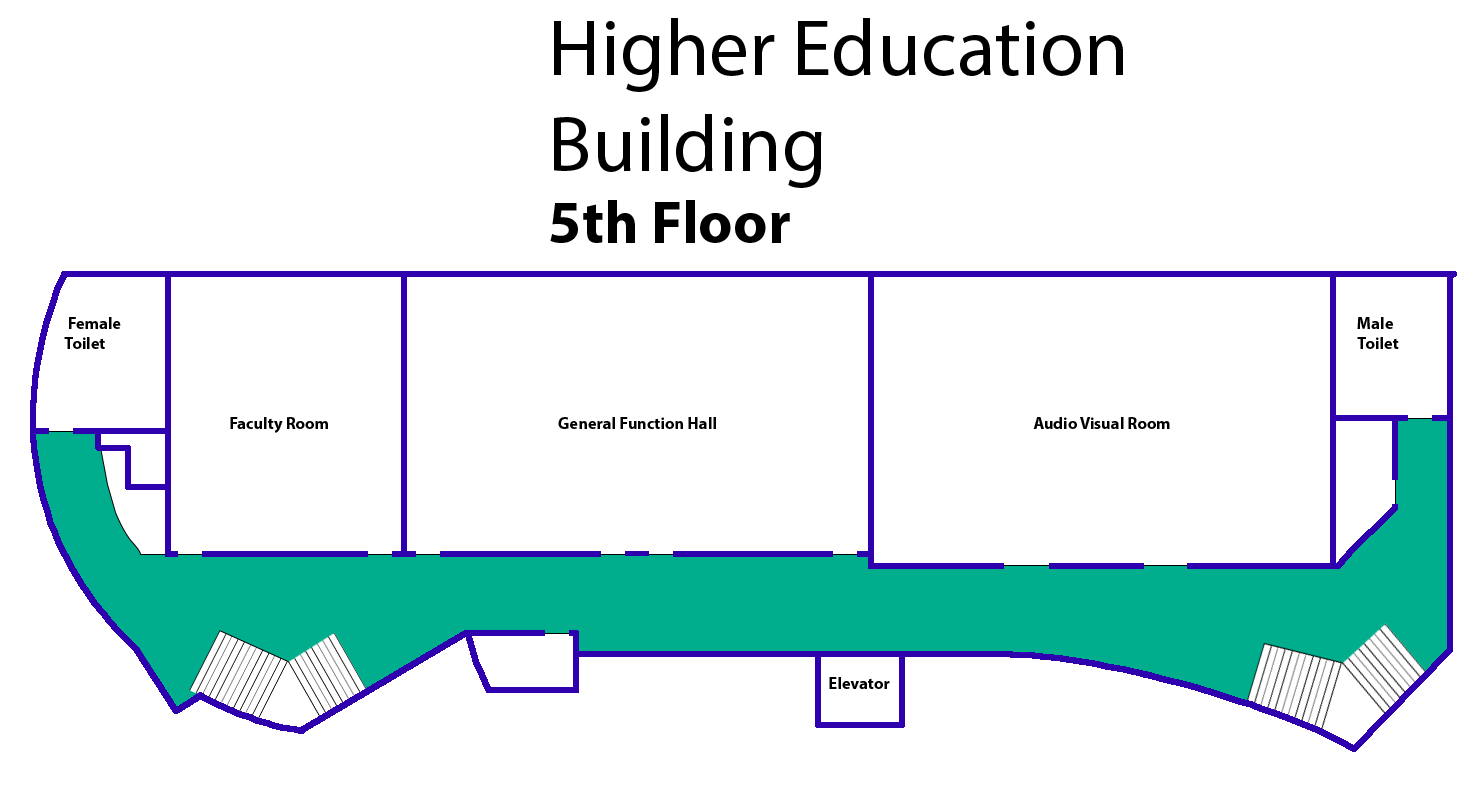 Higher Education
Building
5th Floor
Female
Toilet
Male
Toilet
Faculty Room
General Function Hall
Audio Visual Room
Elevator